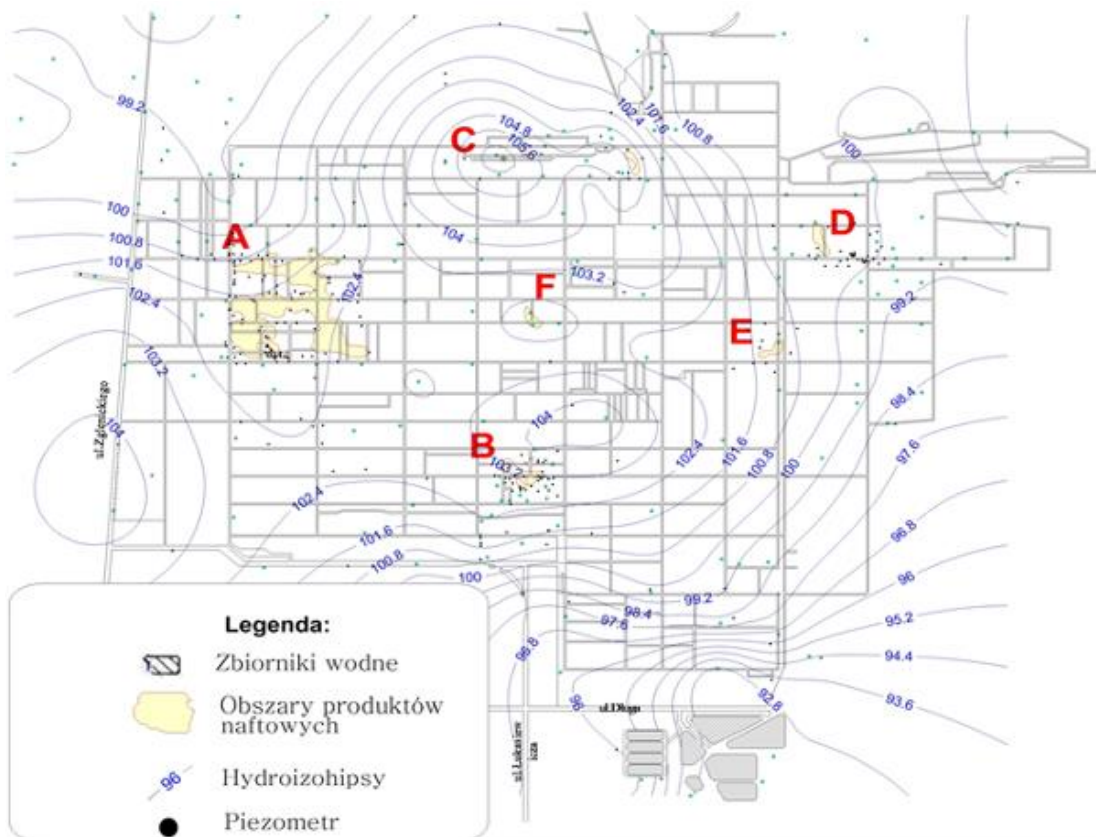 104.8
105.6
102.4
101.6
100.8
99.2
C
100
100
A
D
104
100.8
101.6
102.4
103.2
102.4
99.2
F
E
103.2
98.4
104
104
B
103.2
102.4
101.6
100.8
100
97.6
ul.Zglenickirgo
102.4
96.8
101.6
100.8
100
96
99.2
98.4
97.6
95.2
96.8
94.4
96
92.8
93.6
ul.Długa
Legenda:
Zbiorniki wodne
Obszary produktów
naftowych
96
Hydroizohipsy
Piezometr